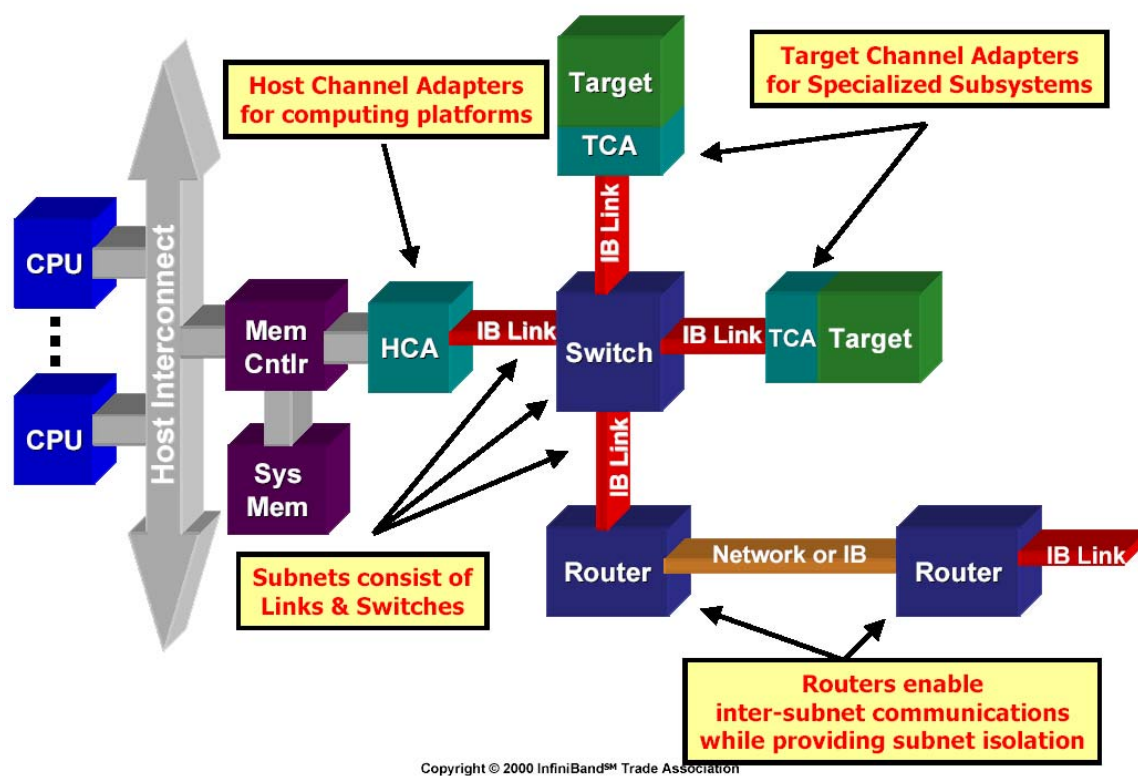 Host Channel Adapters
for computing platforms
Target Channel Adapters
for Specialized Subsystems
Target
TCA
IB Link
CPU
CPU
Host Interconnect
Mem
Cntlr
HCA
IB Link
Switch
IB Link
TCA
Target
Sys
Mem
IB Link
Subnets consist of
Links & Switches
Router
Network or IB
Router
IB Link
Routers enable
inter-subnet communications
while providing subnet isolation
Copyright © 2000 InfiniBand℠ Trade Association